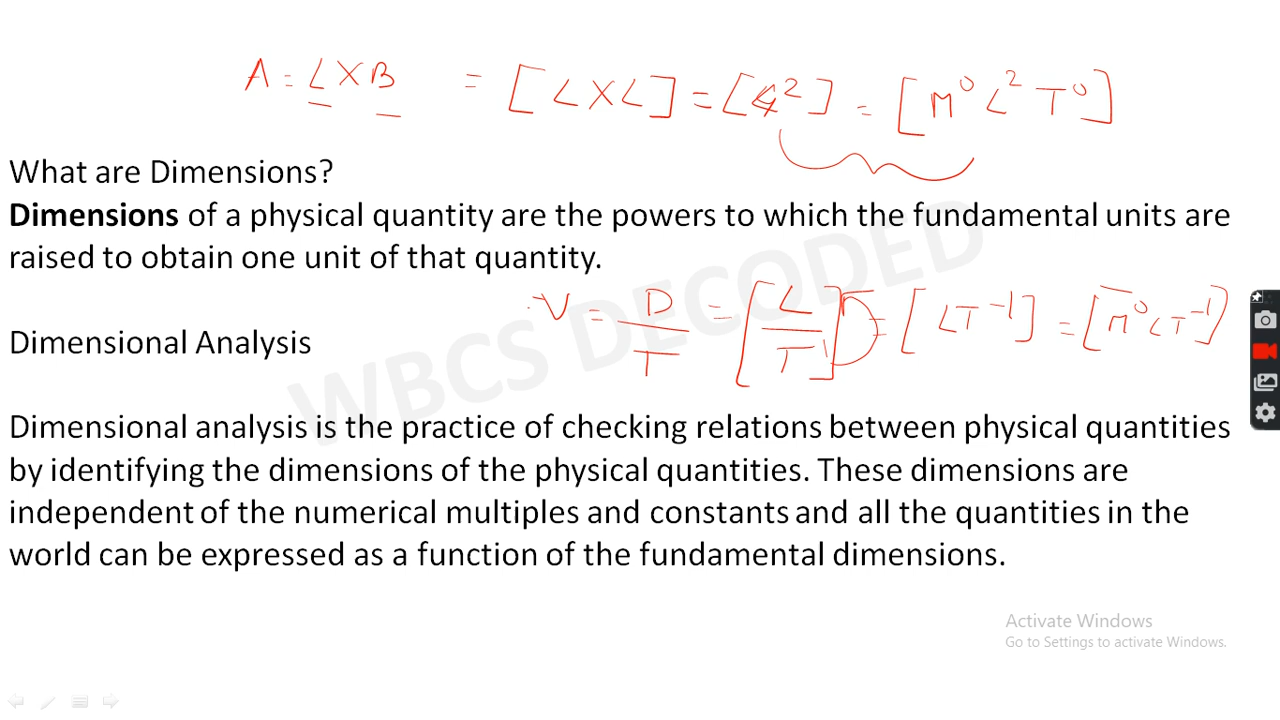 A = L X B = [L X L] = [L²] = [M⁰ L² T⁰]
What are Dimensions?
Dimensions of a physical quantity are the powers to which the fundamental units are
raised to obtain one unit of that quantity.
V = D/T = [L/T¹] = [LT⁻¹] = [M⁰LT⁻¹]
Dimensional Analysis
WBCS DECODED
Dimensional analysis is the practice of checking relations between physical quantities
by identifying the dimensions of the physical quantities. These dimensions are
independent of the numerical multiples and constants and all the quantities in the
world can be expressed as a function of the fundamental dimensions.
Activate Windows
Go to Settings to activate Windows.